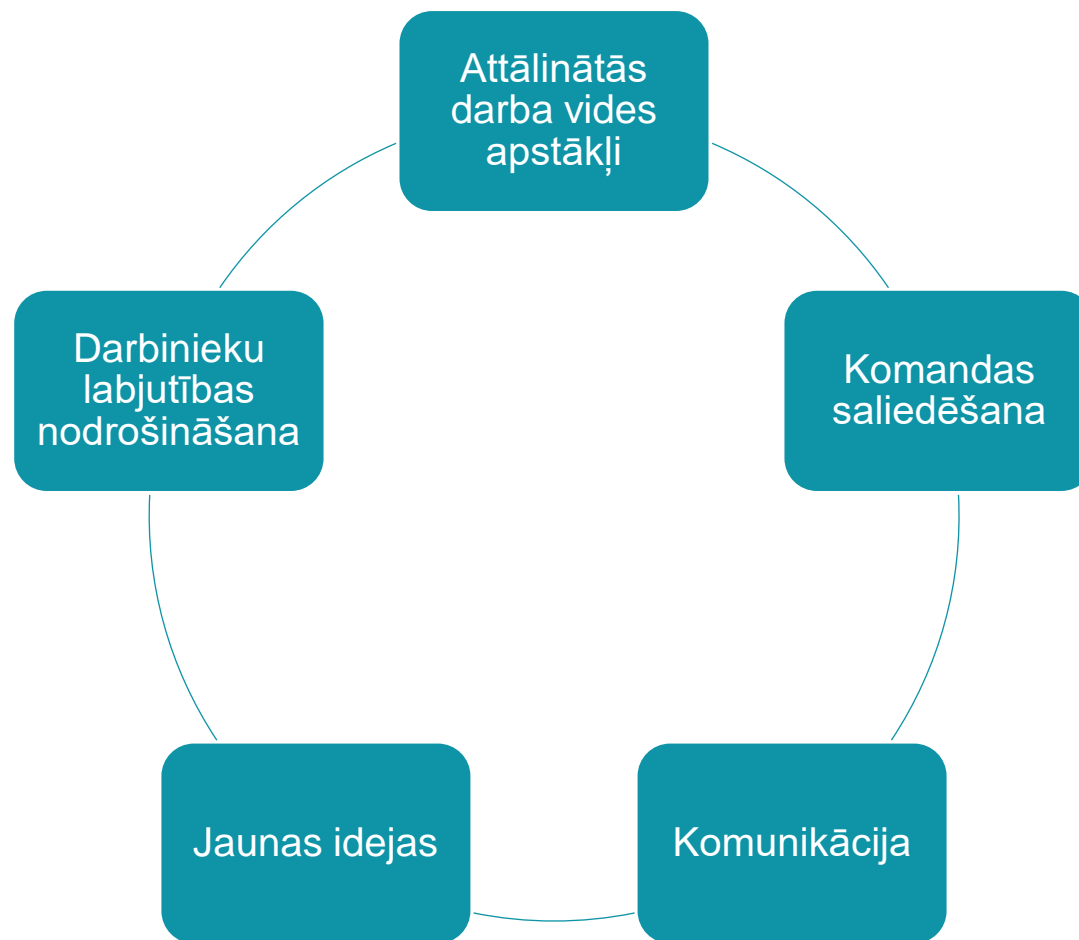 Attālinātās
darba vides
apstākļi
Komandas
saliedēšana
Komunikācija
Jaunas idejas
Darbinieku
labjutības
nodrošināšana